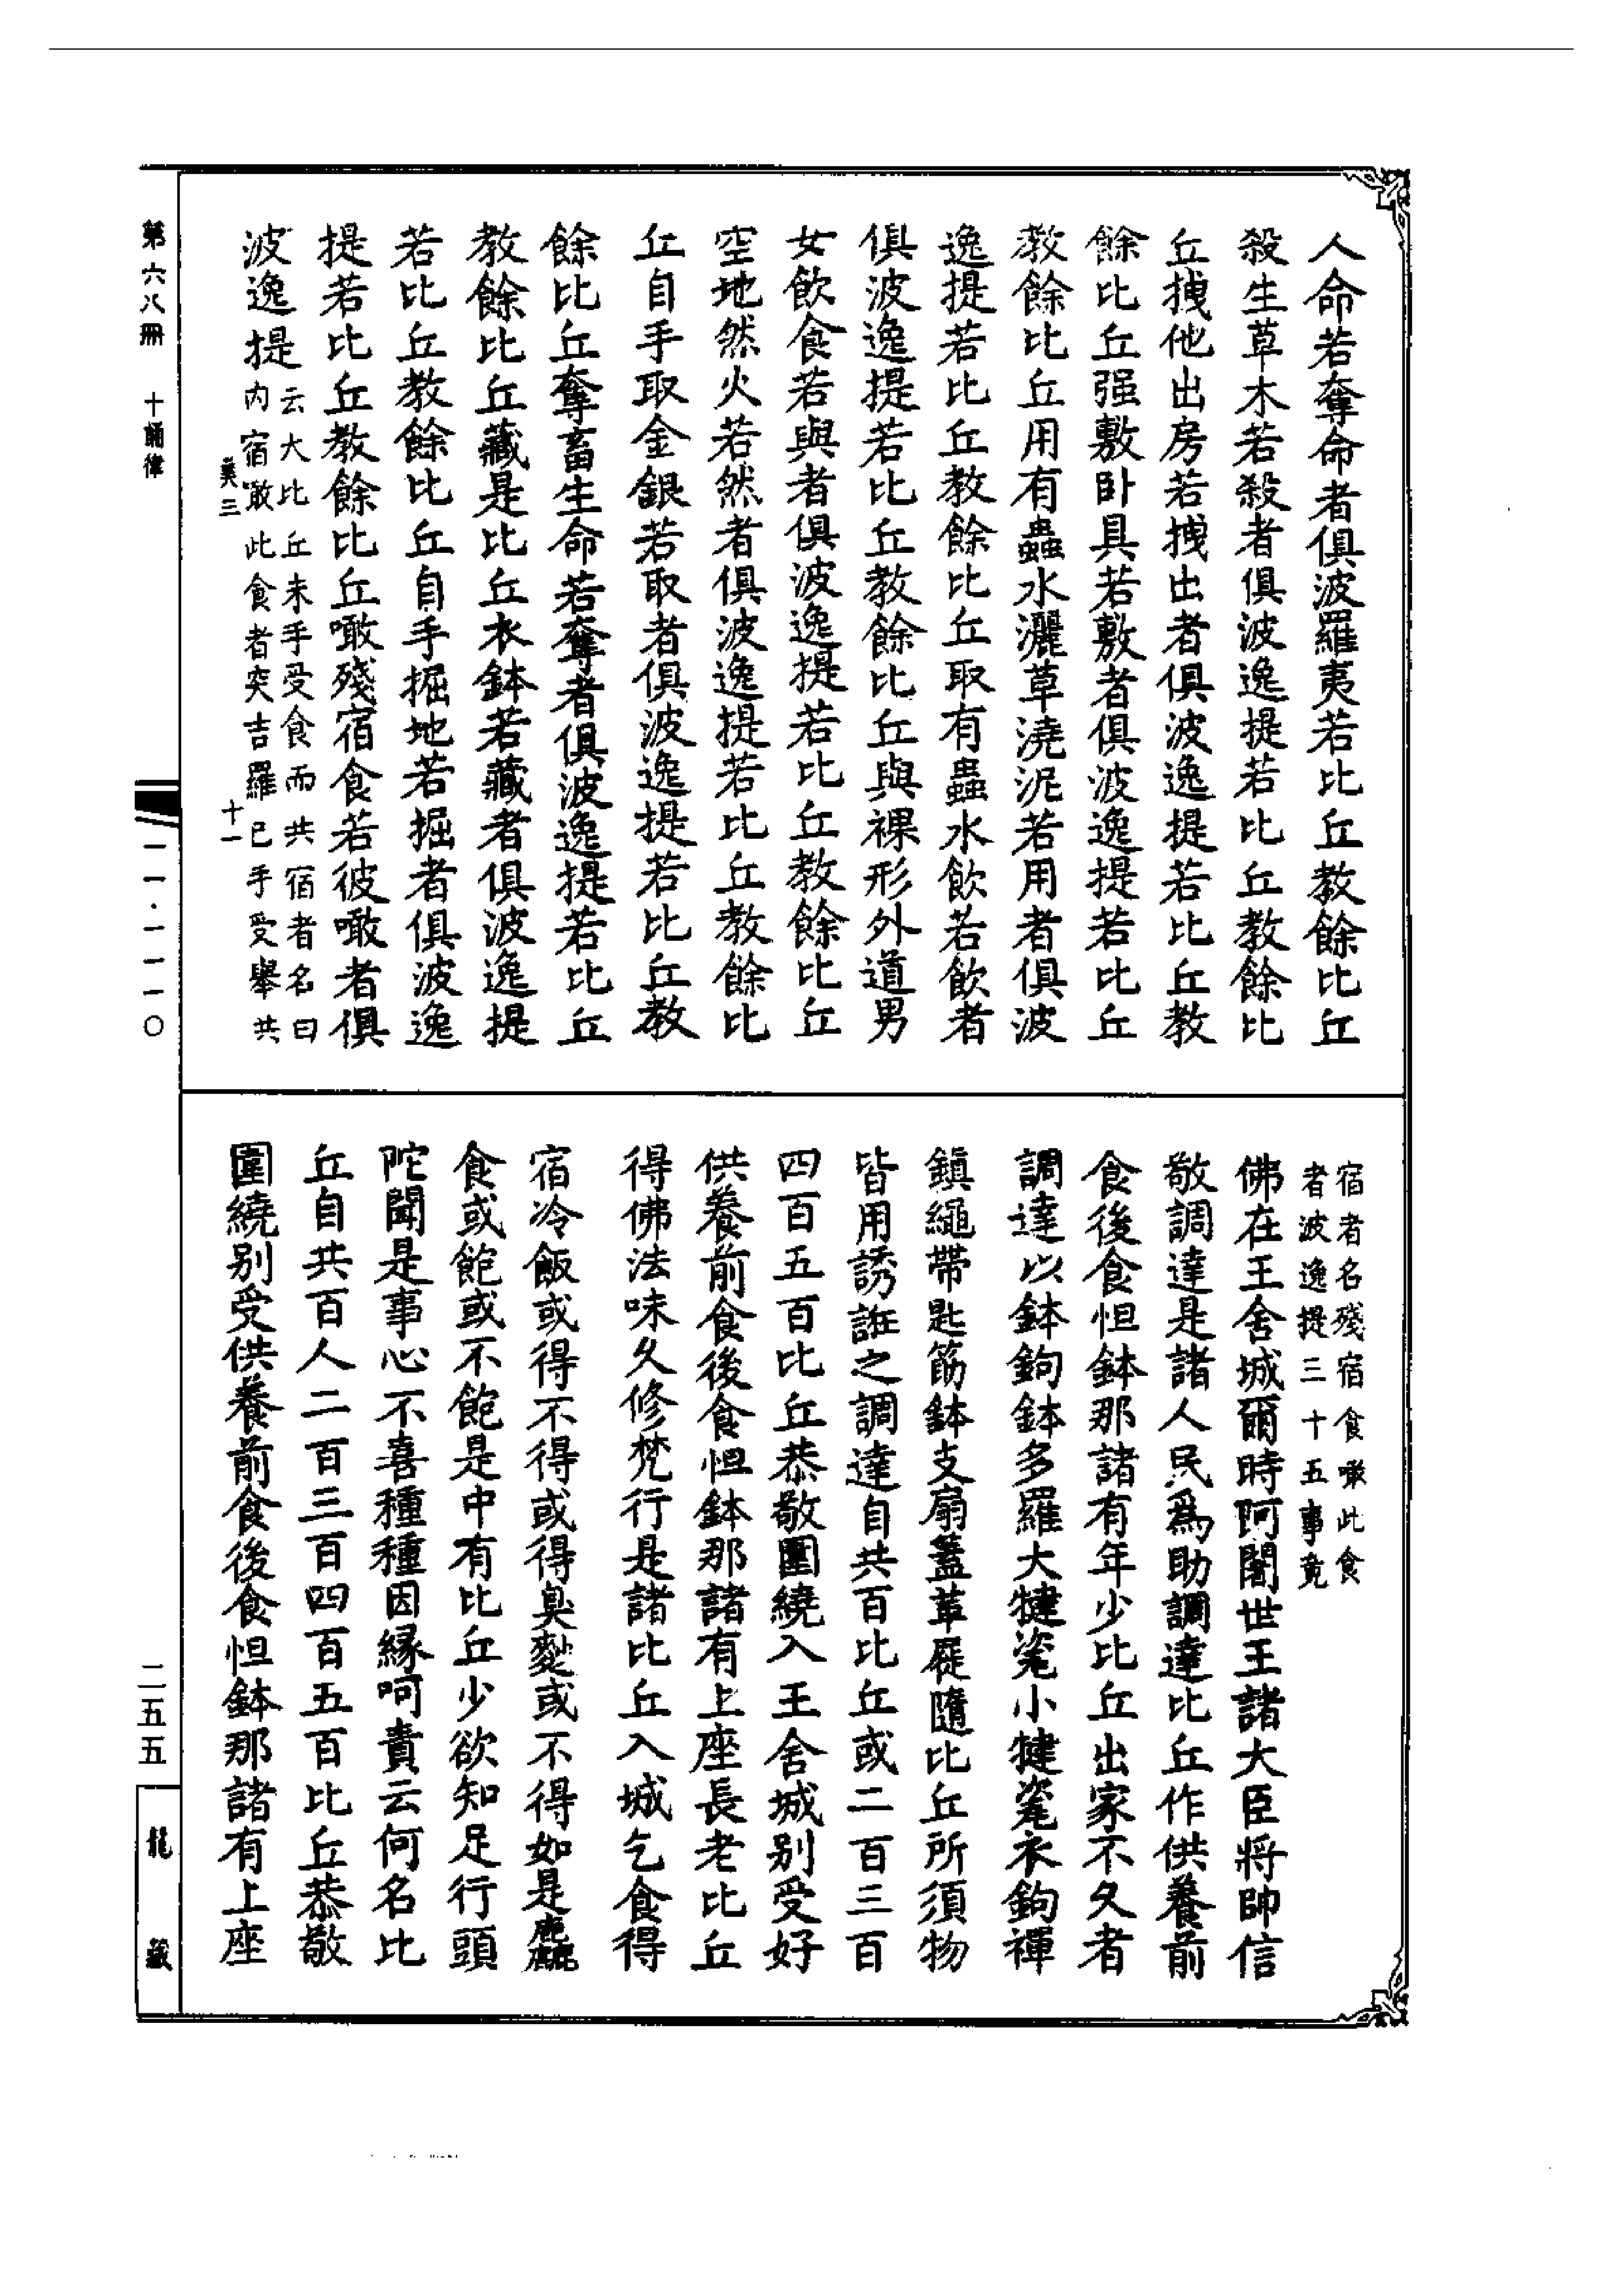 人命若奪命者俱波羅夷若比丘教餘比丘
殺生草木若殺者俱波逸提若比丘教餘比
丘拽他出房若拽出者俱波逸提若比丘教
餘比丘强敷卧具若敷者俱波逸提若比丘
教餘比丘用有蟲水灑草澆泥若用者俱波
逸提若比丘教餘比丘取有蟲水飲若飲者
俱波逸提若比丘教餘比丘與裸形外道男
女飲食若與者俱波逸提若比丘教餘比丘
空地然火若然者俱波逸提若比丘教餘比
丘自手取金銀若取者俱波逸提若比丘教
餘比丘奪畜生命若奪者俱波逸提若比丘
教餘比丘藏是比丘衣鉢若藏者俱波逸提
若比丘教餘比丘自手掘地若掘者俱波逸
提若比丘教餘比丘噉殘宿食若彼噉者俱
波逸提
云大比丘未手受食而共宿者名曰
内宿噉此食者突吉羅已手受舉共
美三
十一
宿者名殘宿食噉此食
者波逸提三十五事竟
佛在王舍城爾時阿闍世王諸大臣將帥信
敬調達是諸人民爲助調達比丘作供養前
食後食怛鉢那諸有年少比丘出家不久者
調達以鉢鉤鉢多羅大揵瓷小揵瓷衣鉤禪
鎮繩帶匙筯鉢支扇蓋革屣隨比丘所須物
皆用誘誑之調達自共百比丘或二百三百
四百五百比丘恭敬圍繞入王舍城别受好
供養前食後食怛鉢那諸有上座長老比丘
得佛法味久修梵行是諸比丘入城乞食得
宿冷飯或得不得或得臭麨或不得如是麤
食或飽或不飽是中有比丘少欲知足行頭
陀聞是事心不喜種種因緣呵責云何名比
丘自共百人二百三百四百五百比丘恭敬
圍繞别受供養前食後食怛鉢那諸有上座
第六八冊 十誦律
一一·一一一〇
二五五
龍藏